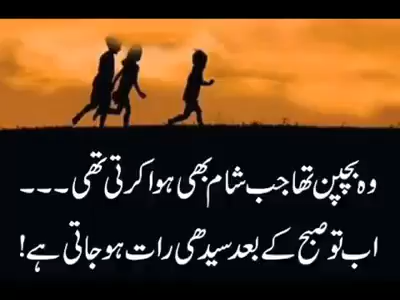 وہ بچپن تھا جب شام بھی ہوا کرتی تھی ۔۔۔
اب تو صبح کے بعد سیدھی رات ہو جاتی ہے!